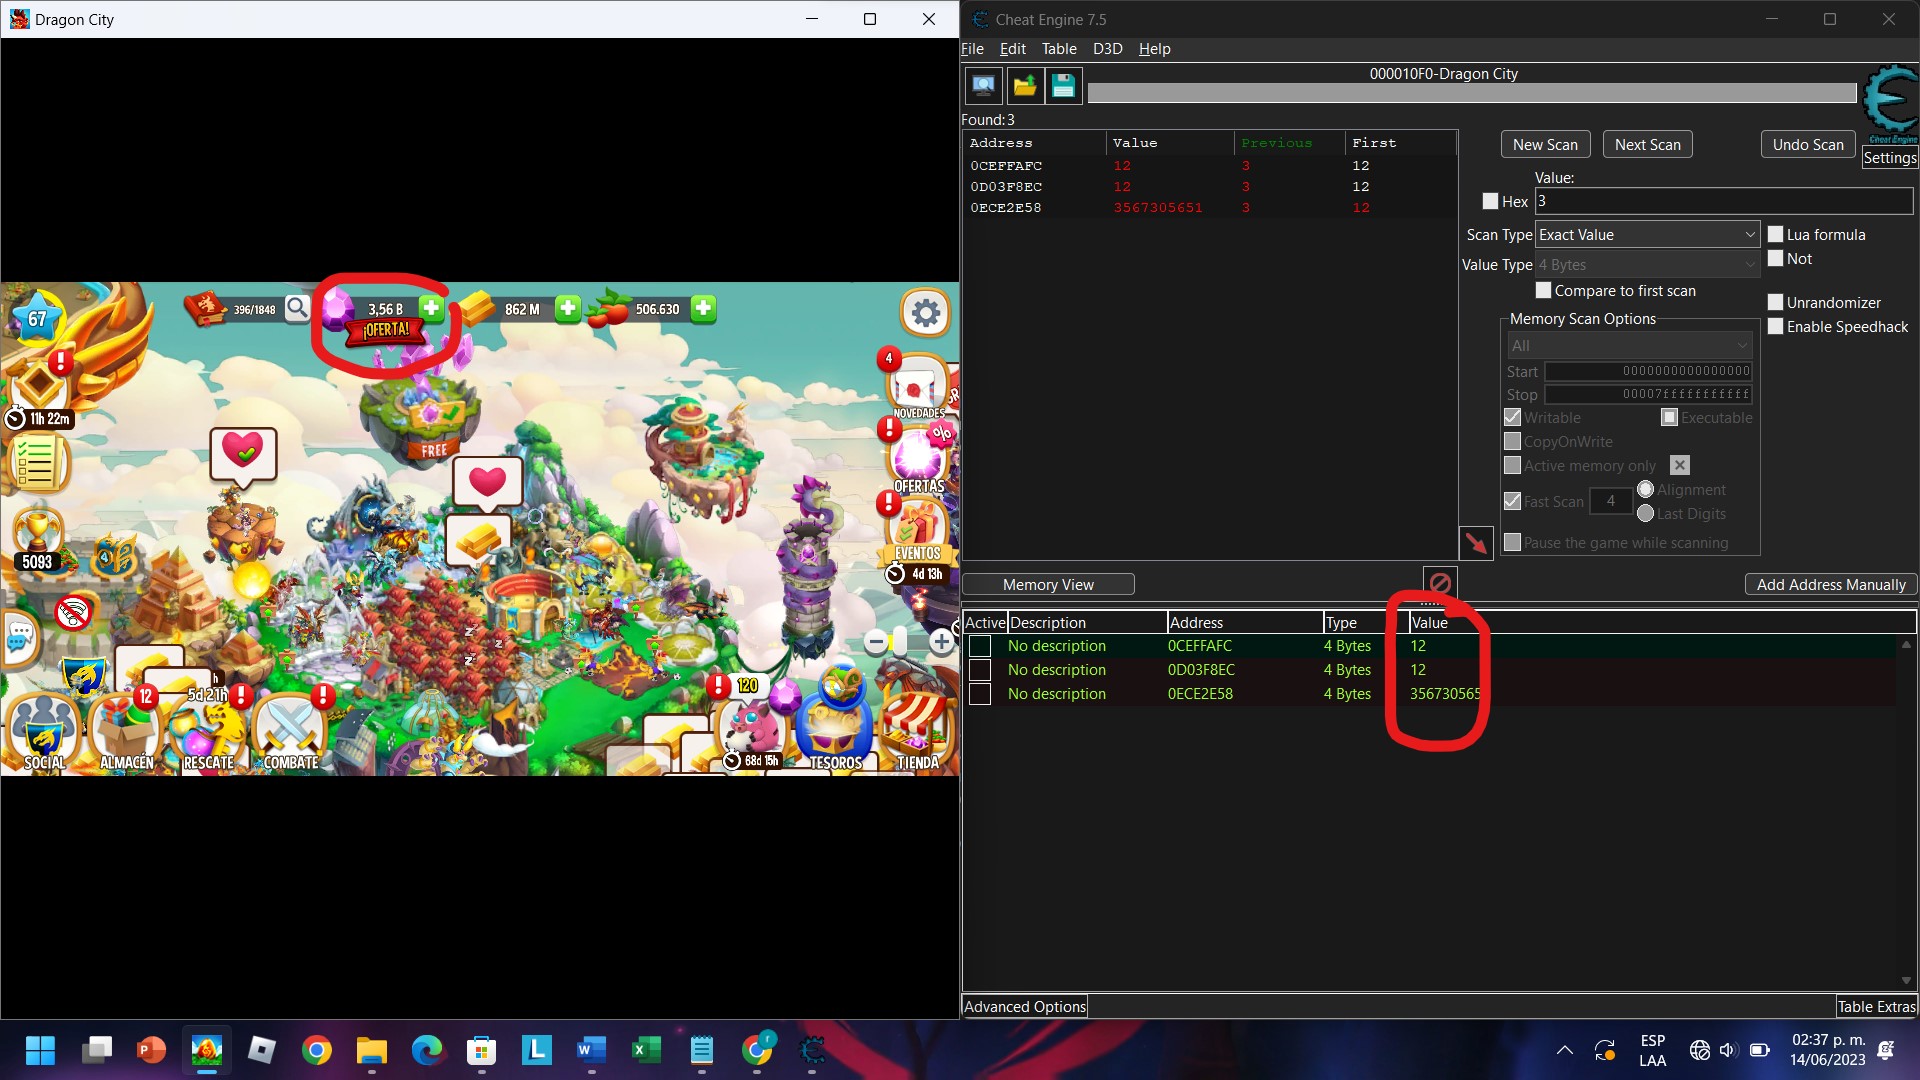 Dragon City
396/1848
3,56 B
862 M
506.630
¡OFERTA!
67
11h 22m
FREE
4
NOVEDADES
%
OFERTAS
EVENTOS
4d 13h
5093
12
5d 21h
120
68d 15h
SOCIAL
ALMACÉN
RESCATE
COMBATE
TESOROS
TIENDA
Cheat Engine 7.5
File Edit Table D3D Help
000010F0-Dragon City
Cheat Engine
Settings
Found:3
Address Value Previous First
0CEFFAFC 12 3 12
0D03F8EC 12 3 12
0ECE2E58 3567305651 3 12
New Scan Next Scan Undo Scan
Value:
Hex 3
Scan Type Exact Value
Lua formula
Value Type 4 Bytes
Not
Compare to first scan
Unrandomizer
Enable Speedhack
Memory Scan Options
All
Start 0000000000000000
Stop 00007fffffffffff
Writable Executable
CopyOnWrite
Active memory only
Fast Scan 4 Alignment
Last Digits
Pause the game while scanning
Memory View
Add Address Manually
Active Description Address Type Value
No description 0CEFFAFC 4 Bytes 12
No description 0D03F8EC 4 Bytes 12
No description 0ECE2E58 4 Bytes 356730565
Advanced Options
Table Extras
ESP
LAA
02:37 p. m.
14/06/2023